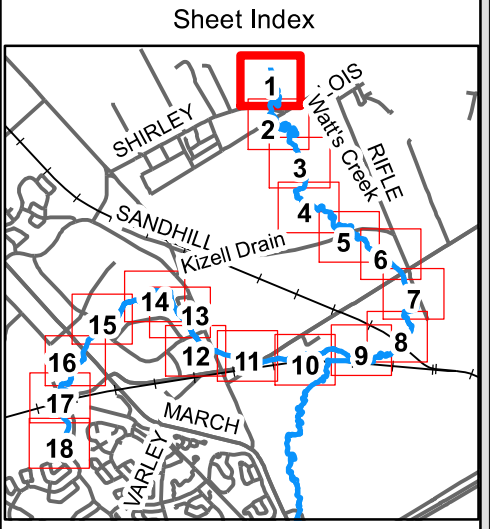 Sheet Index
1
OIS
SHIRLEY
2
Watt's Creek
RIFLE
3
4
SANDHILL
5
Kizell Drain
6
7
14
13
15
8
12
11
10
9
16
17
MARCH
18
VARLEY